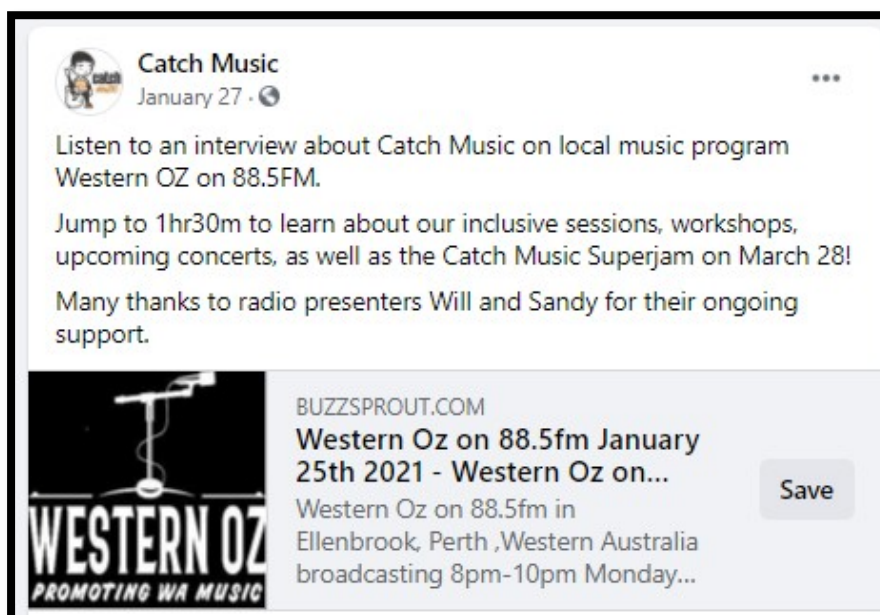 Catch Music
January 27 ·
Listen to an interview about Catch Music on local music program
Western OZ on 88.5FM.
Jump to 1hr30m to learn about our inclusive sessions, workshops,
upcoming concerts, as well as the Catch Music Superjam on March 28!
Many thanks to radio presenters Will and Sandy for their ongoing
support.
WESTERN OZ
PROMOTING WA MUSIC
BUZZSPROUT.COM
Western Oz on 88.5fm January
25th 2021 - Western Oz on...
Western Oz on 88.5fm in
Ellenbrook, Perth ,Western Australia
broadcasting 8pm-10pm Monday...
Save